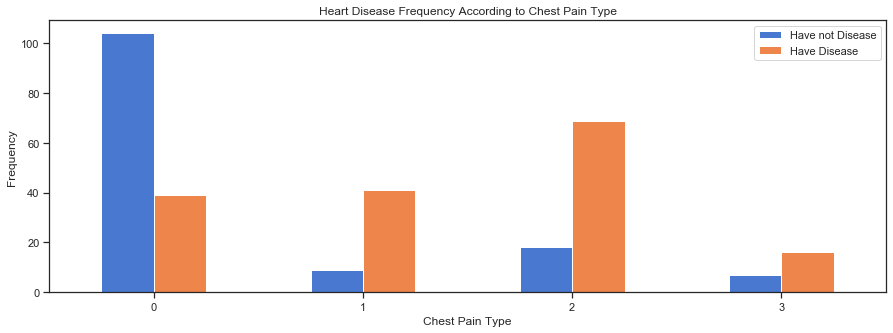 Heart Disease Frequency According to Chest Pain Type
Have not Disease
Have Disease
100
80
60
40
20
0
Frequency
0 1 2 3
Chest Pain Type